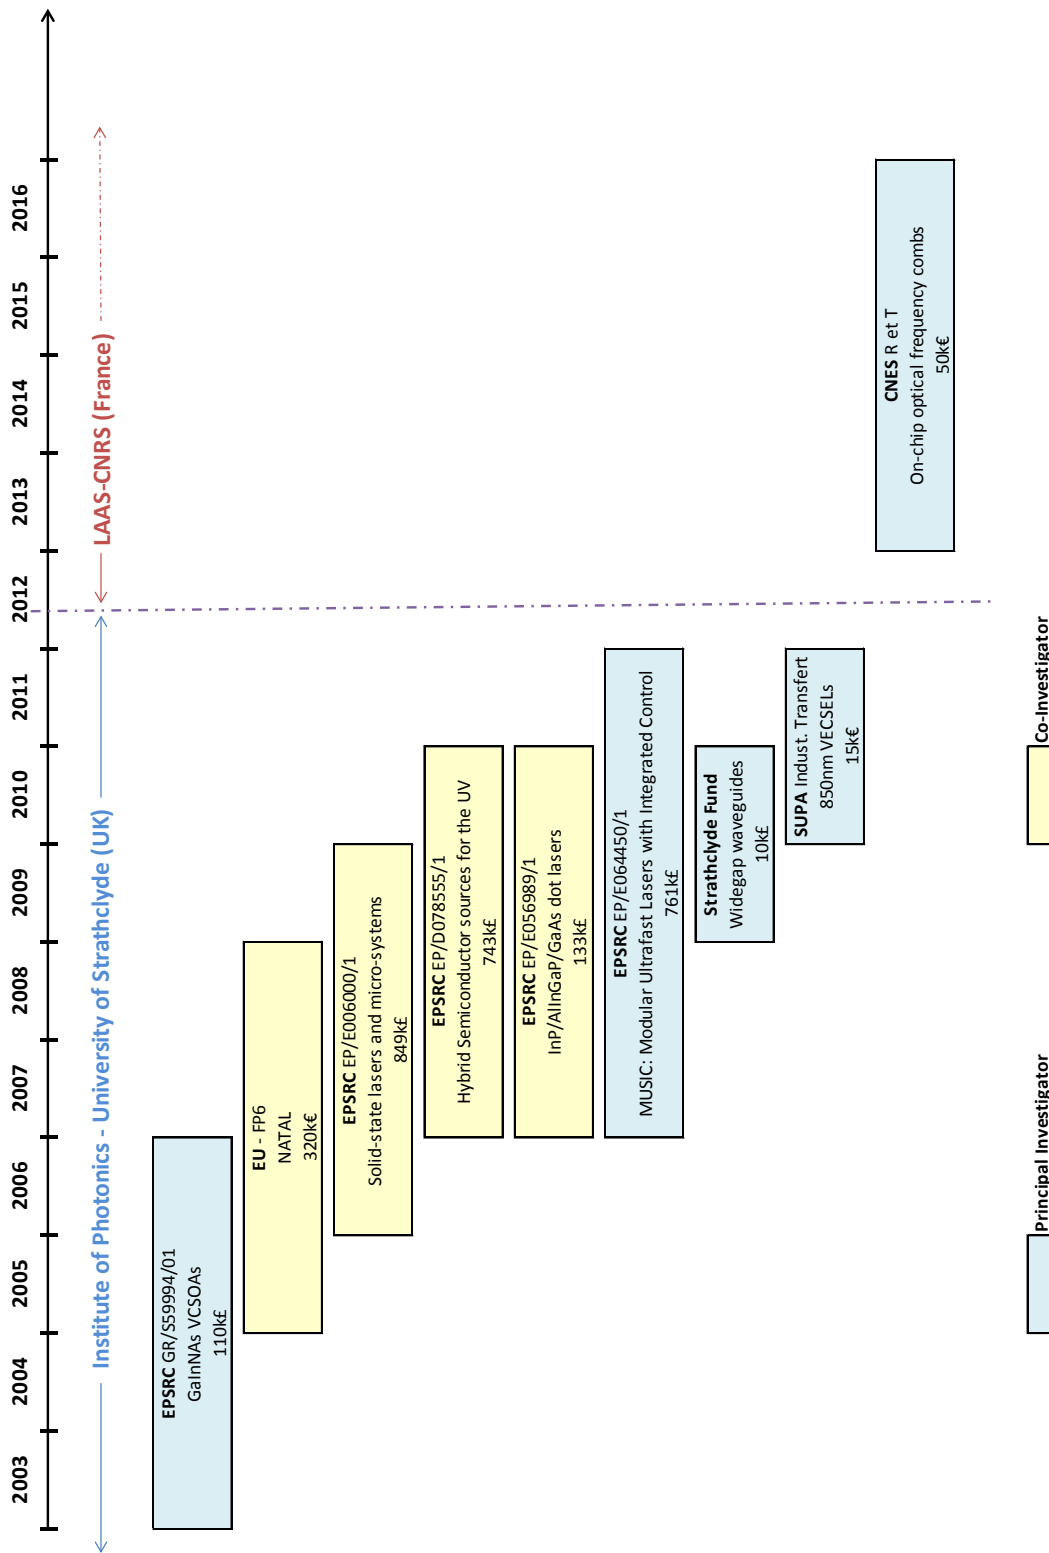 2003
2004
2005
2006
2007
2008
2009
2010
2011
2012
2013
2014
2015
2016
Institute of Photonics - University of Strathclyde (UK)
LAAS-CNRS (France)
EPSRC GR/S59994/01
GaInNAs VCSOAs
110k£
EU - FP6
NATAL
320k€
EPSRC EP/E006000/1
Solid-state lasers and micro-systems
849k£
EPSRC EP/D078555/1
Hybrid Semiconductor sources for the UV
743k£
EPSRC EP/E056989/1
InP/AlInGaP/GaAs dot lasers
133k£
EPSRC EP/E064450/1
MUSIC: Modular Ultrafast Lasers with Integrated Control
761k£
Strathclyde Fund
Widegap waveguides
10k£
SUPA Indust. Transfert
850nm VECSELs
15k€
CNES R et T
On-chip optical frequency combs
50k€
Principal Investigator
Co-Investigator